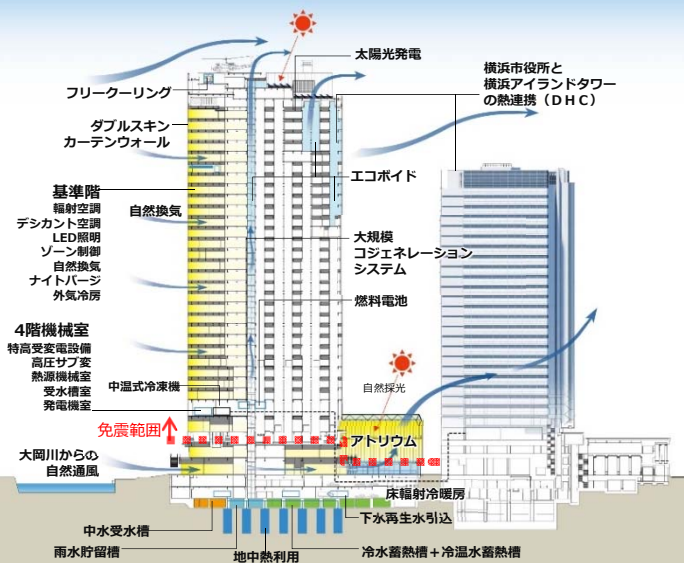 太陽光発電
フリークーリング
横浜市役所と
横浜アイランドタワー
の熱連携（DHC）
ダブルスキン
カーテンウォール
エコボイド
基準階
輻射空調
デシカント空調
LED照明
ゾーン制御
自然換気
ナイトパージ
外気冷房
自然換気
大規模
コジェネレーション
システム
燃料電池
4階機械室
特高受変電設備
高圧サブ変
熱源機械室
受水槽室
発電機室
中温式冷凍機
自然採光
免震範囲
アトリウム
大岡川からの
自然通風
床輻射冷暖房
下水再生水引込
中水受水槽
雨水貯留槽
地中熱利用
冷水蓄熱槽＋冷温水蓄熱槽